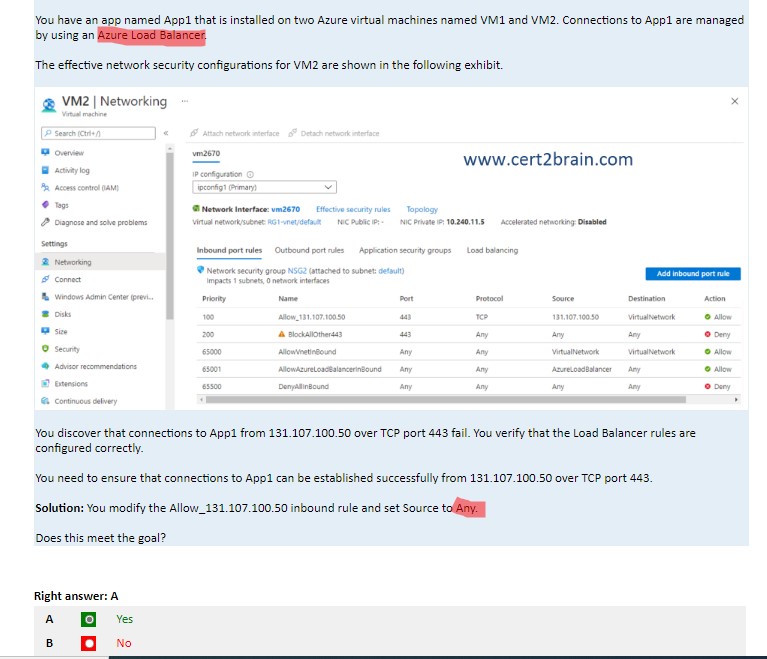 You have an app named App1 that is installed on two Azure virtual machines named VM1 and VM2. Connections to App1 are managed
by using an Azure Load Balancer.
The effective network security configurations for VM2 are shown in the following exhibit.
VM2 | Networking ...
Virtual machine
Search (Ctrl+/)
«
Attach network interface
Detach network interface
Overview
Activity log
Access control (IAM)
Tags
Diagnose and solve problems
Settings
Networking
Connect
Windows Admin Center (previ...
Disks
Size
Security
Advisor recommendations
Extensions
Continuous delivery
vm2670
www.cert2brain.com
IP configuration
ipconfig1 (Primary)
Network Interface: vm2670 Effective security rules Topology
Virtual network/subnet: RG1-vnet/default NIC Public IP: - NIC Private IP: 10.240.11.5 Accelerated networking: Disabled
Inbound port rules Outbound port rules Application security groups Load balancing
Network security group NSG2 (attached to subnet: default)
Impacts 1 subnets, 0 network interfaces
Add inbound port rule
Priority Name Port Protocol Source Destination Action
100 Allow_131.107.100.50 443 TCP 131.107.100.50 VirtualNetwork Allow
200 BlockAllOther443 443 Any Any Any Deny
65000 AllowVnetInBound Any Any VirtualNetwork VirtualNetwork Allow
65001 AllowAzureLoadBalancerInBound Any Any AzureLoadBalancer Any Allow
65500 DenyAllInBound Any Any Any Any Deny
You discover that connections to App1 from 131.107.100.50 over TCP port 443 fail. You verify that the Load Balancer rules are
configured correctly.
You need to ensure that connections to App1 can be established successfully from 131.107.100.50 over TCP port 443.
Solution: You modify the Allow_131.107.100.50 inbound rule and set Source to Any.
Does this meet the goal?
Right answer: A
A Yes
B No